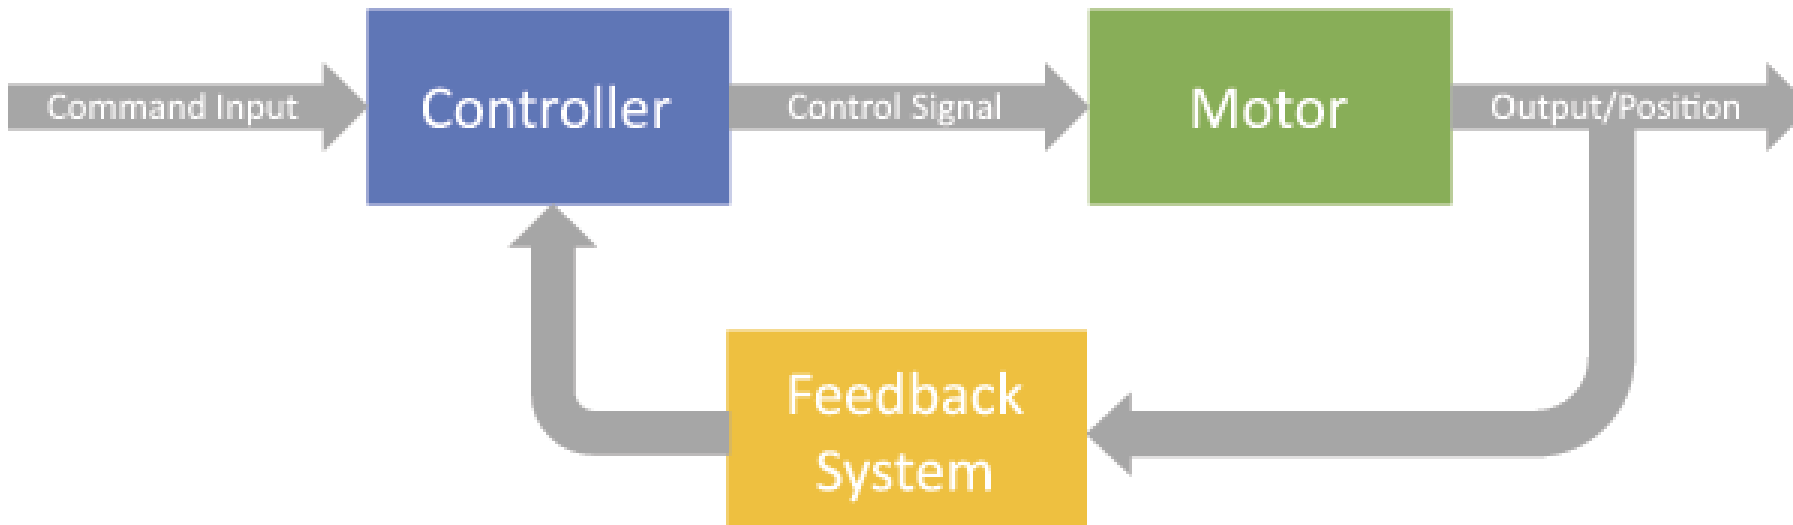 Command Input
Controller
Control Signal
Motor
Output/Position
Feedback
System